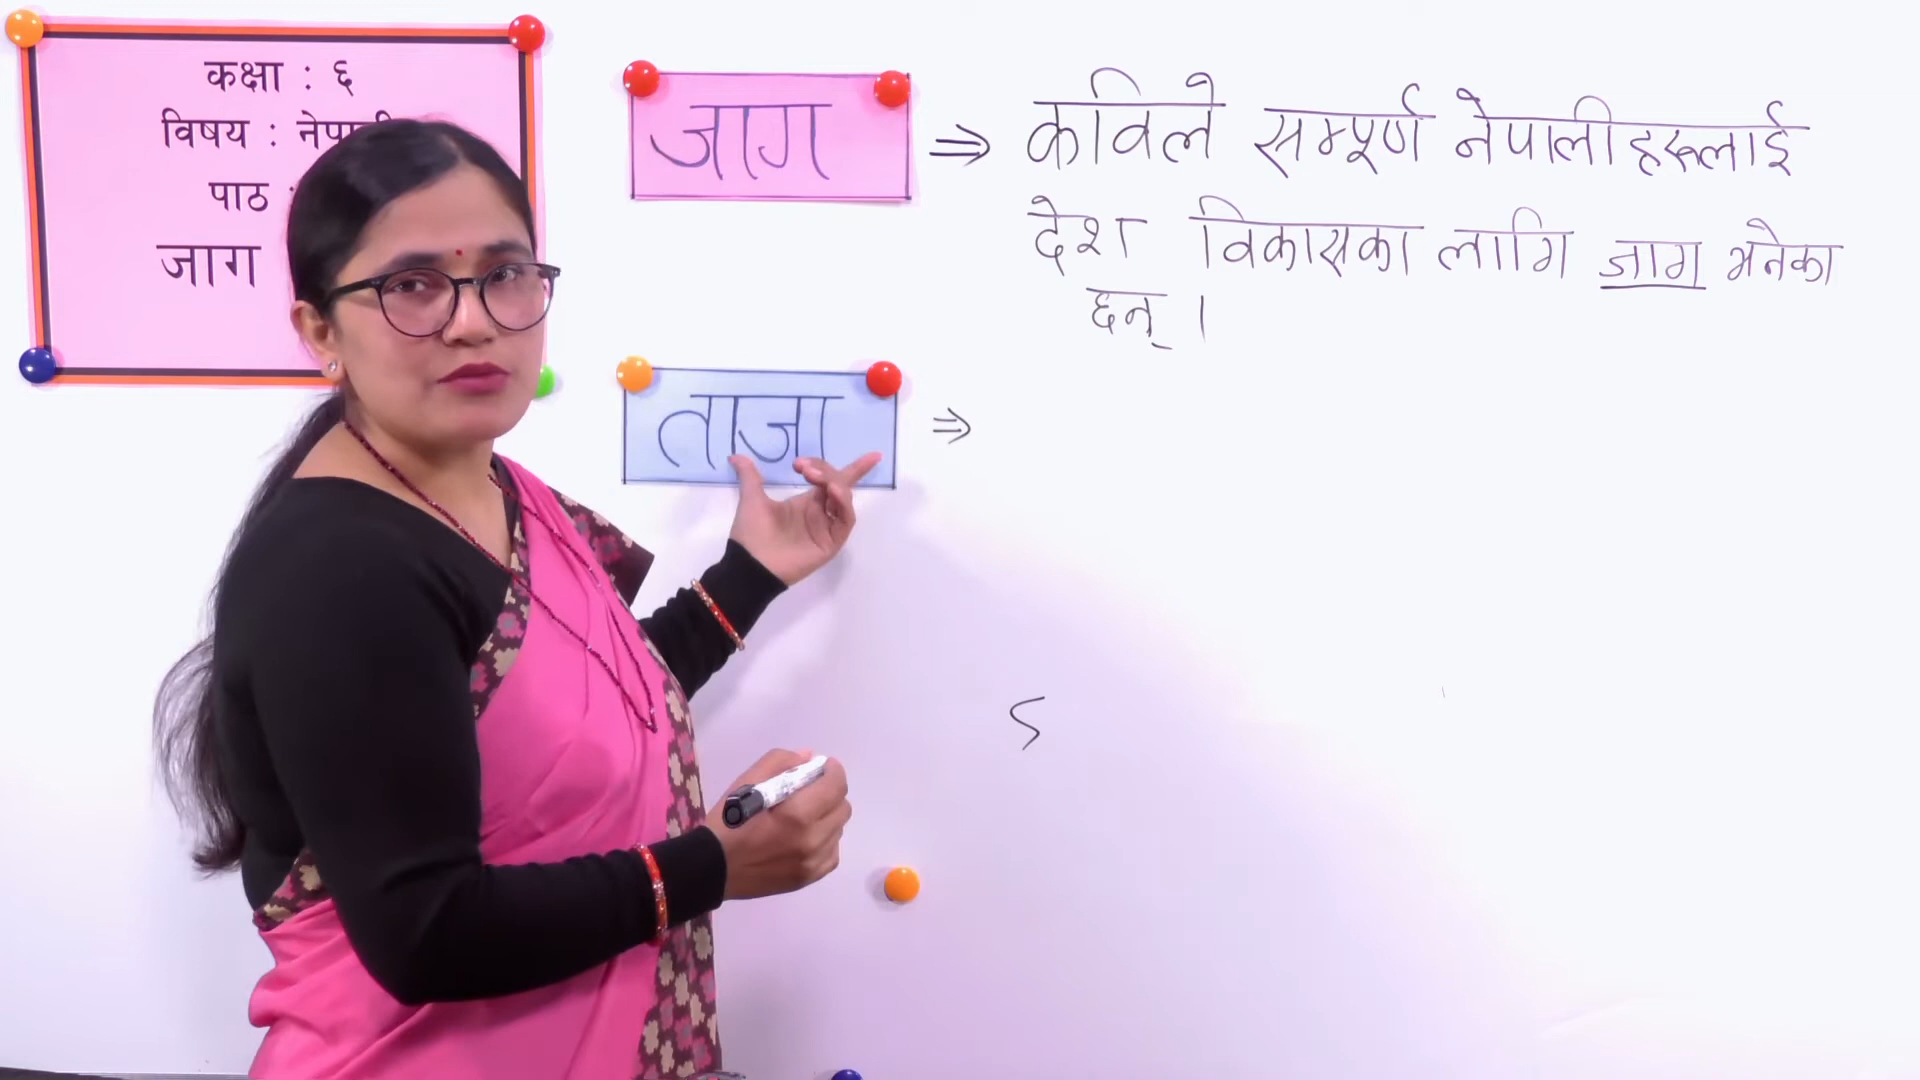 कक्षा : ६
विषय :
पाठ :
जाग
जाग
⇒ कविले सम्पूर्ण नेपालीहरूलाई
देश विकासका लागि जाग भनेका
छन् ।
ताजा ⇒